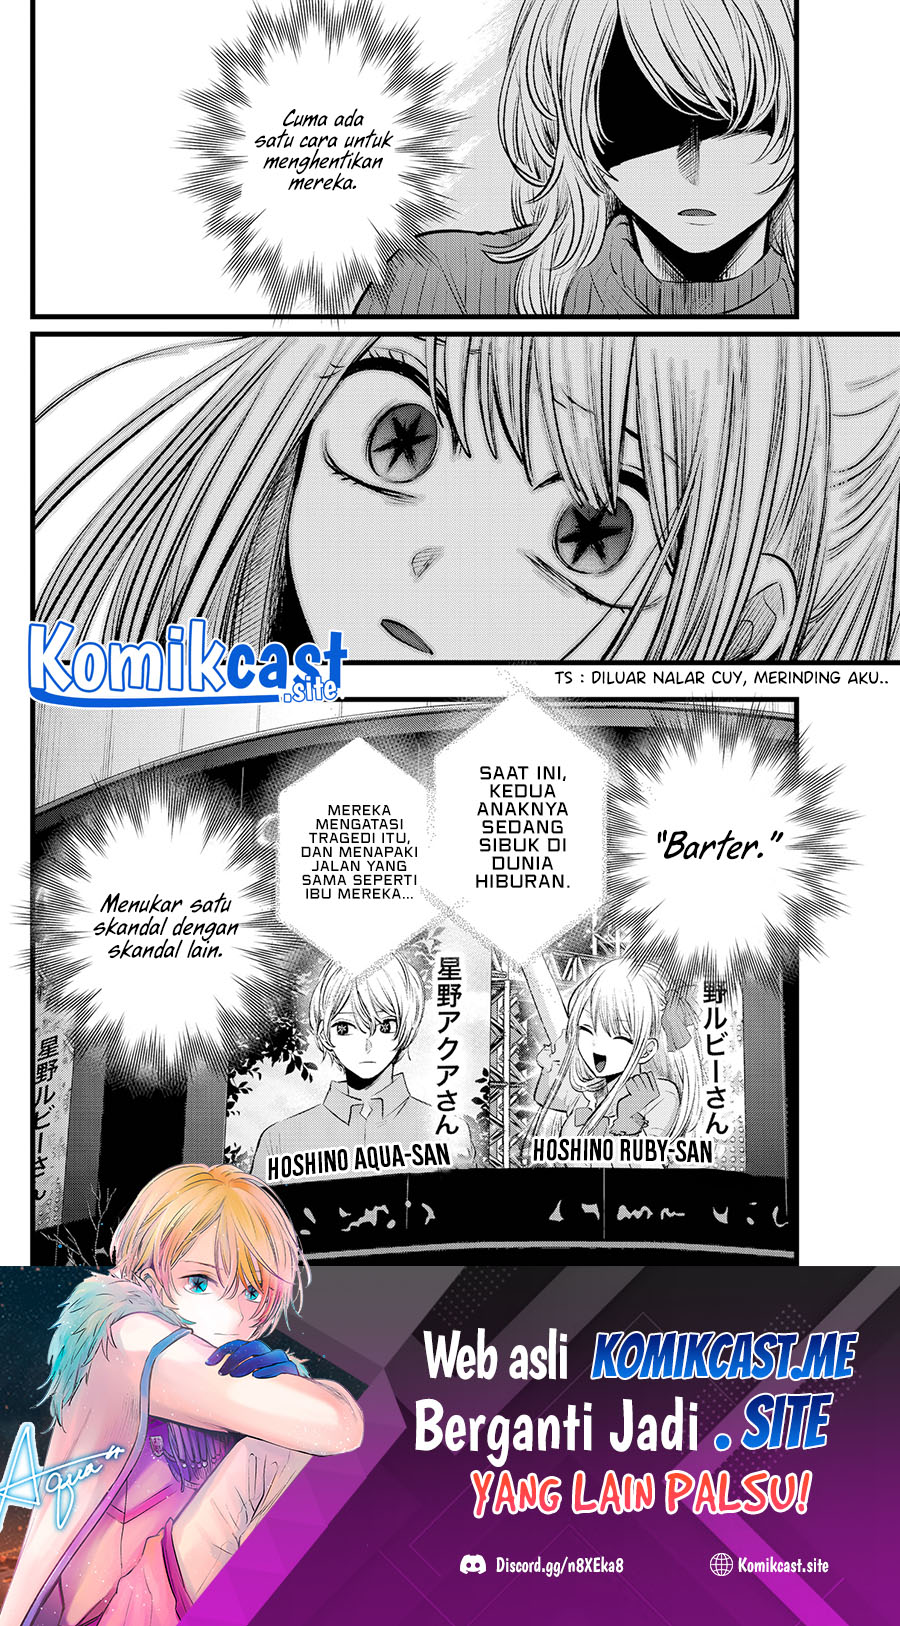 Cuma ada
satu cara untuk
menghentikan
mereka.
Komikcast
.site
TS : DILUAR NALAR CUY, MERINDING AKU..
"Barter."
SAAT INI,
KEDUA
ANAKNYA
SEDANG
SIBUK DI
DUNIA
HIBURAN.
MEREKA
MENGATASI
TRAGEDI ITU,
DAN MENAPAKI
JALAN YANG
SAMA SEPERTI
IBU MEREKA...
Menukar satu
skandal dengan
skandal lain.
野ルビーさん
星野アクアさん
星野ルビーさん
HOSHINO AQUA-SAN
HOSHINO RUBY-SAN
Aqua
Web asli KOMIKCAST.ME
Berganti Jadi .SITE
YANG LAIN PALSU!
Discord.gg/n8XEka8
Komikcast.site